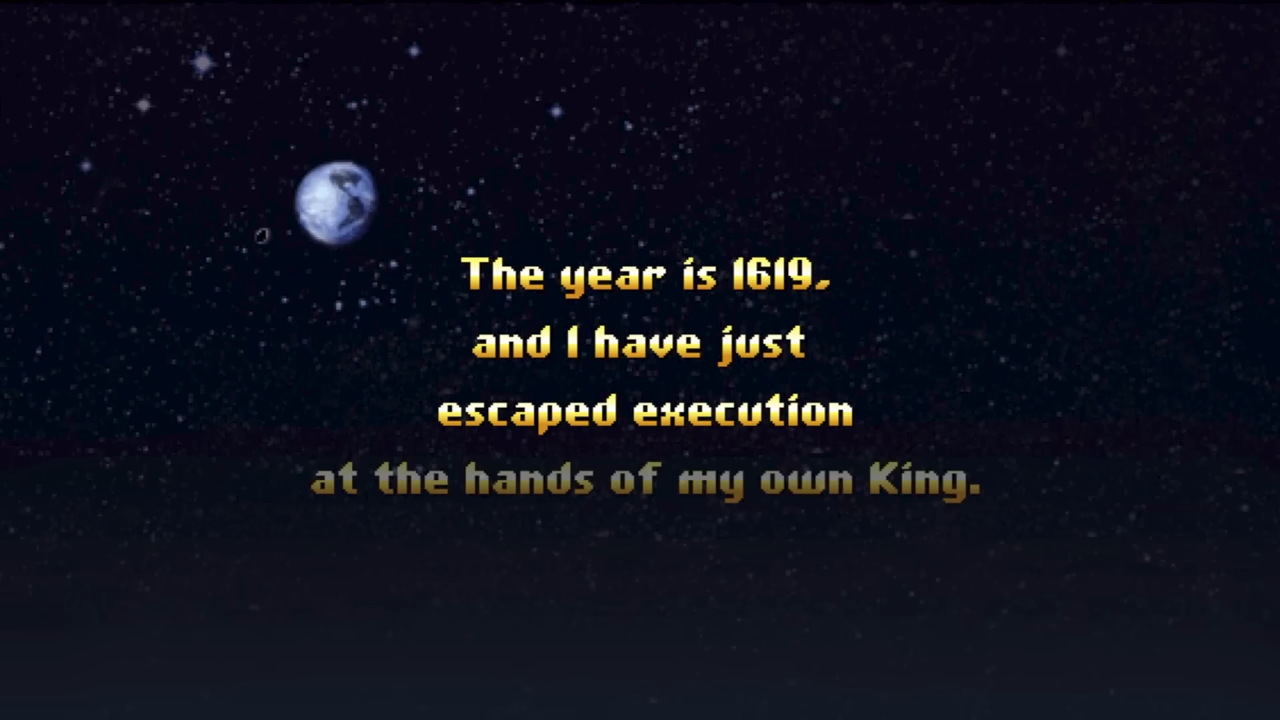 The year is 1619,
and I have just
escaped execution
at the hands of my own King.